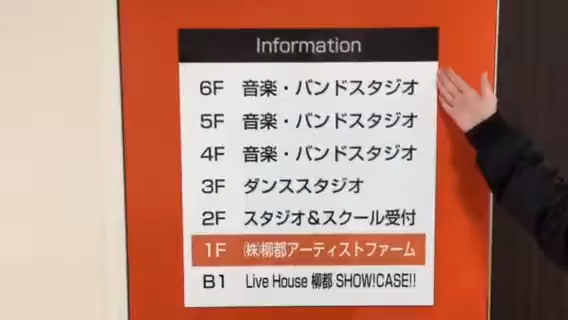 Information
6F 音楽・バンドスタジオ
5F 音楽・バンドスタジオ
4F 音楽・バンドスタジオ
3F ダンススタジオ
2F スタジオ&スクール受付
1F ㈱柳都アーティストファーム
B1 Live House 柳都 SHOW!CASE!!